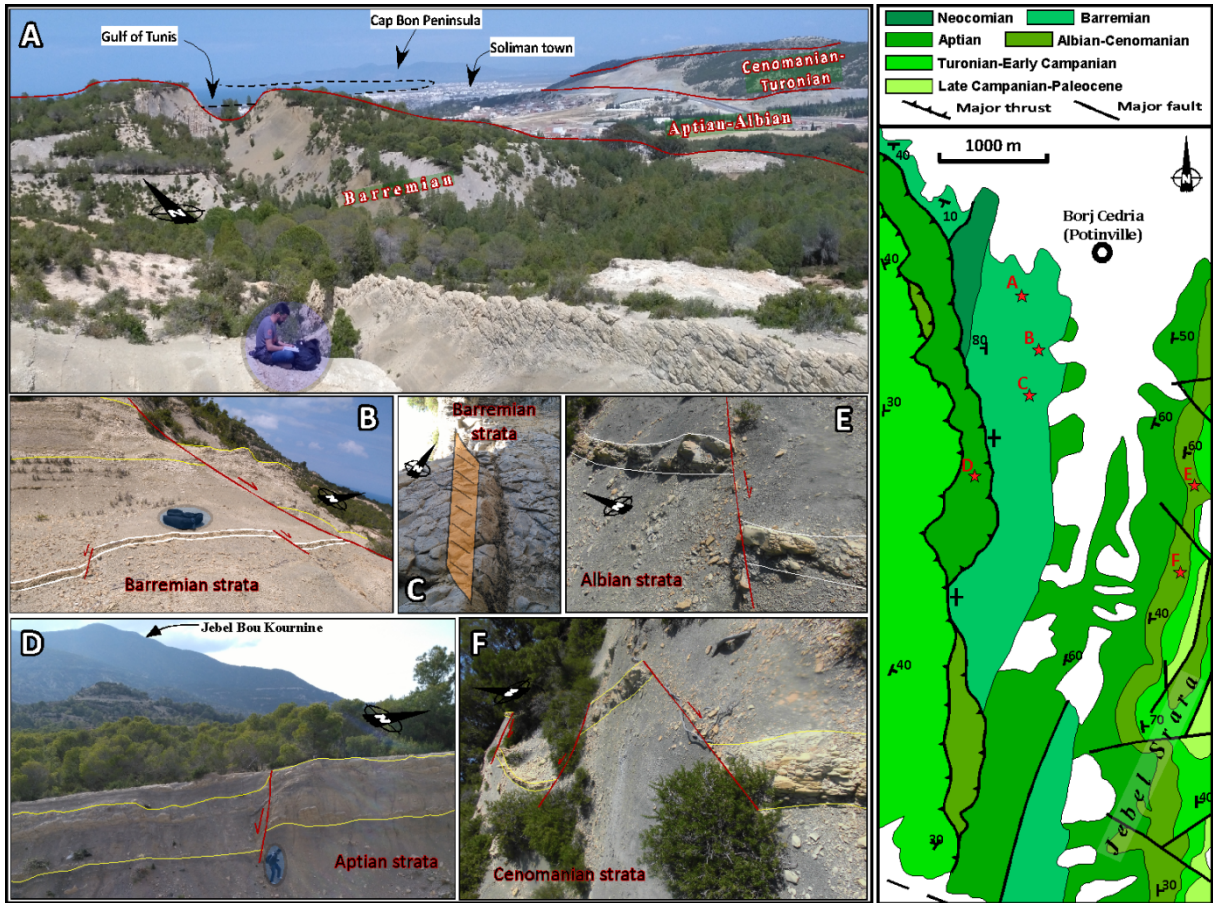 A
Gulf of Tunis
Cap Bon Peninsula
Soliman town
Cenomanian-
Turonian
Aptian-Albian
Barremian
N
B
Barremian strata
N
C
Barremian
strata
N
E
Albian strata
N
D
Jebel Bou Kournine
Aptian strata
N
F
Cenomanian strata
N
Neocomian
Barremian
Aptian
Albian-Cenomanian
Turonian-Early Campanian
Late Campanian-Paleocene
Major thrust
Major fault
1000 m
N
Borj Cedria
(Potinville)
40
10
40
A
50
80
B
C
30
60
60
D
E
F
40
60
40
70
Jebel Srara
40
30